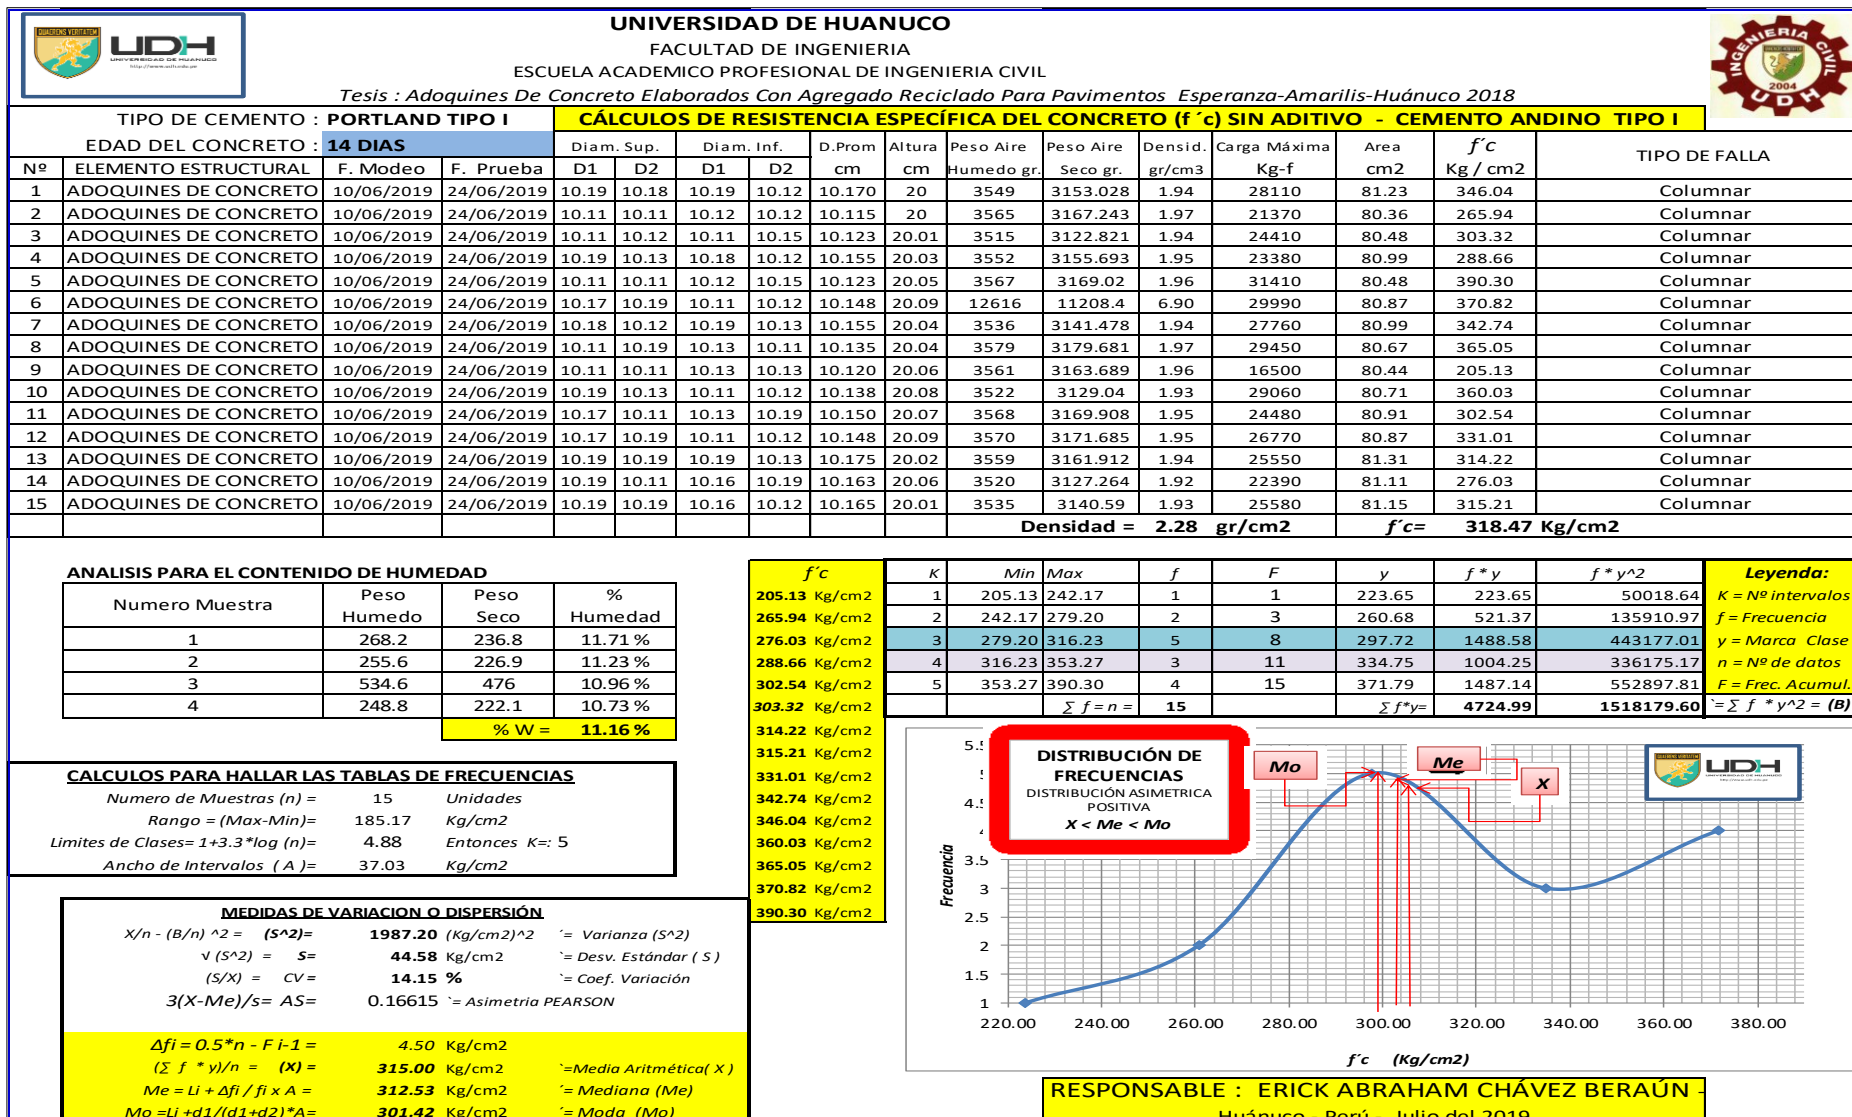 UNIVERSIDAD DE HUANUCO
FACULTAD DE INGENIERIA
ESCUELA ACADEMICO PROFESIONAL DE INGENIERIA CIVIL
Tesis : Adoquines De Concreto Elaborados Con Agregado Reciclado Para Pavimentos Esperanza-Amarilis-Huánuco 2018
QUAERENS VERITATEM
UDH
UNIVERSIDAD DE HUANUCO
http://www.udh.edu.pe
INGENIERIA CIVIL
2004
UDH
TIPO DE CEMENTO : PORTLAND TIPO I CÁLCULOS DE RESISTENCIA ESPECÍFICA DEL CONCRETO (f ´c) SIN ADITIVO - CEMENTO ANDINO TIPO I
EDAD DEL CONCRETO : 14 DIAS Diam. Sup. Diam. Inf. D.Prom Altura Peso Aire Peso Aire Densid. Carga Máxima Area f´c TIPO DE FALLA
Nº ELEMENTO ESTRUCTURAL F. Modeo F. Prueba D1 D2 D1 D2 cm cm Humedo gr. Seco gr. gr/cm3 Kg-f cm2 Kg / cm2
1 ADOQUINES DE CONCRETO 10/06/2019 24/06/2019 10.19 10.18 10.19 10.12 10.170 20 3549 3153.028 1.94 28110 81.23 346.04 Columnar
2 ADOQUINES DE CONCRETO 10/06/2019 24/06/2019 10.11 10.11 10.12 10.12 10.115 20 3565 3167.243 1.97 21370 80.36 265.94 Columnar
3 ADOQUINES DE CONCRETO 10/06/2019 24/06/2019 10.11 10.12 10.11 10.15 10.123 20.01 3515 3122.821 1.94 24410 80.48 303.32 Columnar
4 ADOQUINES DE CONCRETO 10/06/2019 24/06/2019 10.19 10.13 10.18 10.12 10.155 20.03 3552 3155.693 1.95 23380 80.99 288.66 Columnar
5 ADOQUINES DE CONCRETO 10/06/2019 24/06/2019 10.11 10.11 10.12 10.15 10.123 20.05 3567 3169.02 1.96 31410 80.48 390.30 Columnar
6 ADOQUINES DE CONCRETO 10/06/2019 24/06/2019 10.17 10.19 10.11 10.12 10.148 20.09 12616 11208.4 6.90 29990 80.87 370.82 Columnar
7 ADOQUINES DE CONCRETO 10/06/2019 24/06/2019 10.18 10.12 10.19 10.13 10.155 20.04 3536 3141.478 1.94 27760 80.99 342.74 Columnar
8 ADOQUINES DE CONCRETO 10/06/2019 24/06/2019 10.11 10.19 10.13 10.11 10.135 20.04 3579 3179.681 1.97 29450 80.67 365.05 Columnar
9 ADOQUINES DE CONCRETO 10/06/2019 24/06/2019 10.11 10.11 10.13 10.13 10.120 20.06 3561 3163.689 1.96 16500 80.44 205.13 Columnar
10 ADOQUINES DE CONCRETO 10/06/2019 24/06/2019 10.19 10.13 10.11 10.12 10.138 20.08 3522 3129.04 1.93 29060 80.71 360.03 Columnar
11 ADOQUINES DE CONCRETO 10/06/2019 24/06/2019 10.17 10.11 10.13 10.19 10.150 20.07 3568 3169.908 1.95 24480 80.91 302.54 Columnar
12 ADOQUINES DE CONCRETO 10/06/2019 24/06/2019 10.17 10.19 10.11 10.12 10.148 20.09 3570 3171.685 1.95 26770 80.87 331.01 Columnar
13 ADOQUINES DE CONCRETO 10/06/2019 24/06/2019 10.19 10.19 10.19 10.13 10.175 20.02 3559 3161.912 1.94 25550 81.31 314.22 Columnar
14 ADOQUINES DE CONCRETO 10/06/2019 24/06/2019 10.19 10.11 10.16 10.19 10.163 20.06 3520 3127.264 1.92 22390 81.11 276.03 Columnar
15 ADOQUINES DE CONCRETO 10/06/2019 24/06/2019 10.19 10.19 10.16 10.12 10.165 20.01 3535 3140.59 1.93 25580 81.15 315.21 Columnar
Densidad = 2.28 gr/cm2 f´c= 318.47 Kg/cm2
ANALISIS PARA EL CONTENIDO DE HUMEDAD
Numero Muestra Peso Humedo Peso Seco % Humedad
1 268.2 236.8 11.71 %
2 255.6 226.9 11.23 %
3 534.6 476 10.96 %
4 248.8 222.1 10.73 %
% W = 11.16 %
CALCULOS PARA HALLAR LAS TABLAS DE FRECUENCIAS
Numero de Muestras (n) = 15 Unidades
Rango = (Max-Min)= 185.17 Kg/cm2
Limites de Clases= 1+3.3*log (n)= 4.88 Entonces K=: 5
Ancho de Intervalos ( A )= 37.03 Kg/cm2
MEDIDAS DE VARIACION O DISPERSIÓN
X/n - (B/n) ^2 = (S^2)= 1987.20 (Kg/cm2)^2 ´= Varianza (S^2)
√ (S^2) = S= 44.58 Kg/cm2 `= Desv. Estándar ( S )
(S/X) = CV = 14.15 % `= Coef. Variación
3(X-Me)/s= AS= 0.16615 `= Asimetria PEARSON
Δfi = 0.5*n - F i-1 = 4.50 Kg/cm2
(∑ f * y)/n = (X) = 315.00 Kg/cm2 `=Media Aritmética( X )
Me = Li + Δfi / fi x A = 312.53 Kg/cm2 ´= Mediana (Me)
Mo =Li +d1/(d1+d2)*A= 301.42 Kg/cm2 ´= Moda (Mo)
f´c
205.13 Kg/cm2
265.94 Kg/cm2
276.03 Kg/cm2
288.66 Kg/cm2
302.54 Kg/cm2
303.32 Kg/cm2
314.22 Kg/cm2
315.21 Kg/cm2
331.01 Kg/cm2
342.74 Kg/cm2
346.04 Kg/cm2
360.03 Kg/cm2
365.05 Kg/cm2
370.82 Kg/cm2
390.30 Kg/cm2
K Min Max f F y f * y f * y^2
1 205.13 242.17 1 1 223.65 223.65 50018.64
2 242.17 279.20 2 3 260.68 521.37 135910.97
3 279.20 316.23 5 8 297.72 1488.58 443177.01
4 316.23 353.27 3 11 334.75 1004.25 336175.17
5 353.27 390.30 4 15 371.79 1487.14 552897.81
∑ f = n = 15 ∑ f*y= 4724.99 1518179.60 `=∑ f * y^2 = (B)
Leyenda:
K = Nº intervalos
f = Frecuencia
y = Marca Clase
n = Nº de datos
F = Frec. Acumul.
DISTRIBUCIÓN DE
FRECUENCIAS
DISTRIBUCIÓN ASIMETRICA
POSITIVA
X < Me < Mo
Mo
Me
X
UDH
Frecuencia
5.5
5
4.5
4
3.5
3
2.5
2
1.5
1
220.00 240.00 260.00 280.00 300.00 320.00 340.00 360.00 380.00
f´c (Kg/cm2)
RESPONSABLE : ERICK ABRAHAM CHÁVEZ BERAÚN -
Huánuco - Perú - Julio del 2019